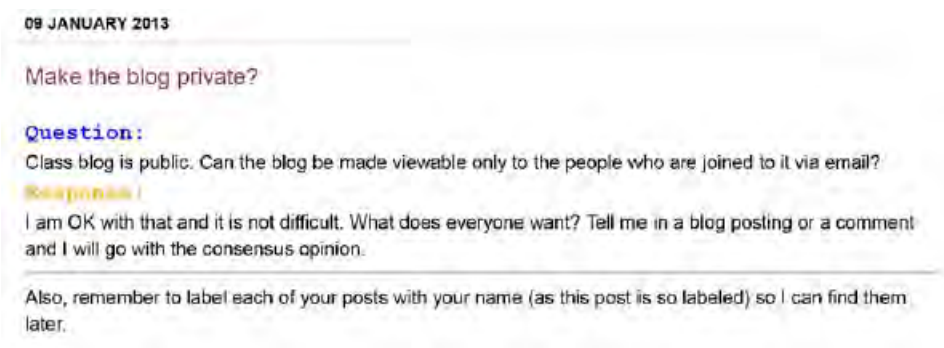 09 JANUARY 2013
Make the blog private?
Question:
Class blog is public. Can the blog be made viewable only to the people who are joined to it via email?
Response:
I am OK with that and it is not difficult. What does everyone want? Tell me in a blog posting or a comment
and I will go with the consensus opinion.
Also, remember to label each of your posts with your name (as this post is so labeled) so I can find them
later.